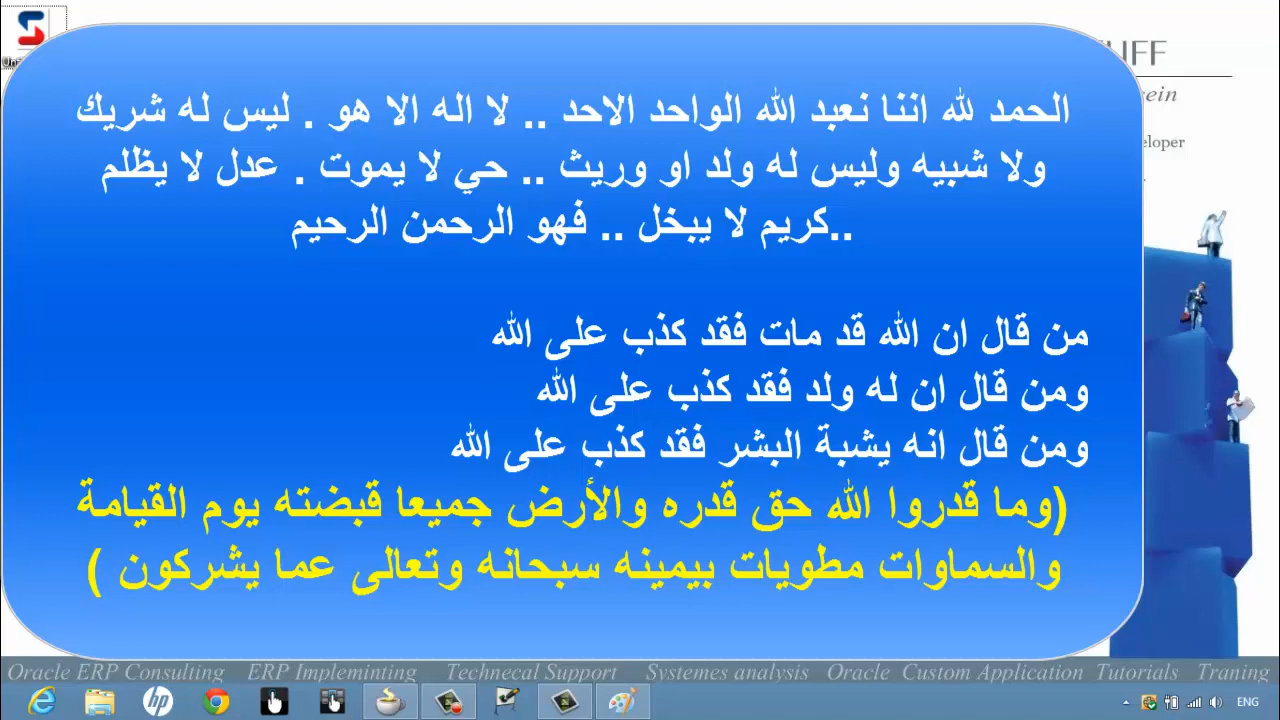 UFF
zein
eloper
الحمد لله اننا نعبد الله الواحد الاحد .. لا اله الا هو . ليس له شريك
ولا شبيه وليس له ولد او وريث .. حي لا يموت . عدل لا يظلم
..كريم لا يبخل .. فهو الرحمن الرحيم
من قال ان الله قد مات فقد كذب على الله
ومن قال ان له ولد فقد كذب على الله
ومن قال انه يشبة البشر فقد كذب على الله
(وما قدروا الله حق قدره والأرض جميعا قبضته يوم القيامة
والسماوات مطويات بيمينه سبحانه وتعالى عما يشركون )
Oracle ERP Consulting ERP Impleminting Technecal Support Systemes analysis Oracle Custom Application Tutorials Traning
ENG